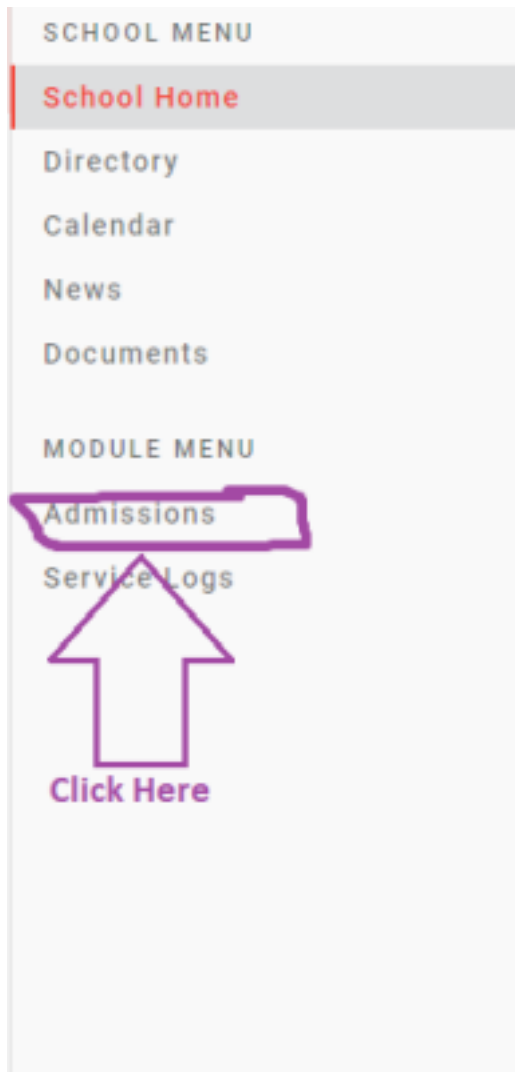 SCHOOL MENU
School Home
Directory
Calendar
News
Documents
MODULE MENU
Admissions
Service Logs
Click Here